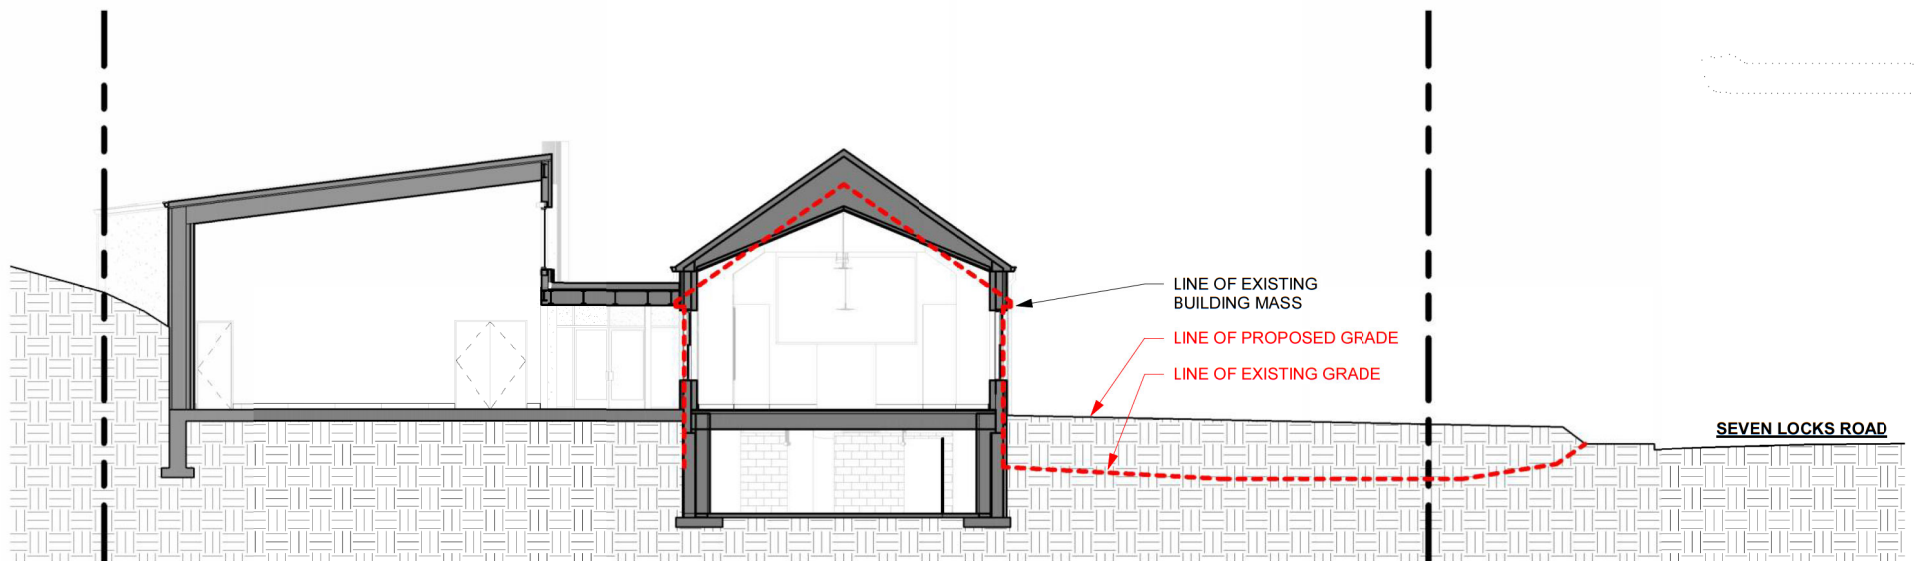 LINE OF EXISTING
BUILDING MASS
LINE OF PROPOSED GRADE
LINE OF EXISTING GRADE
SEVEN LOCKS ROAD